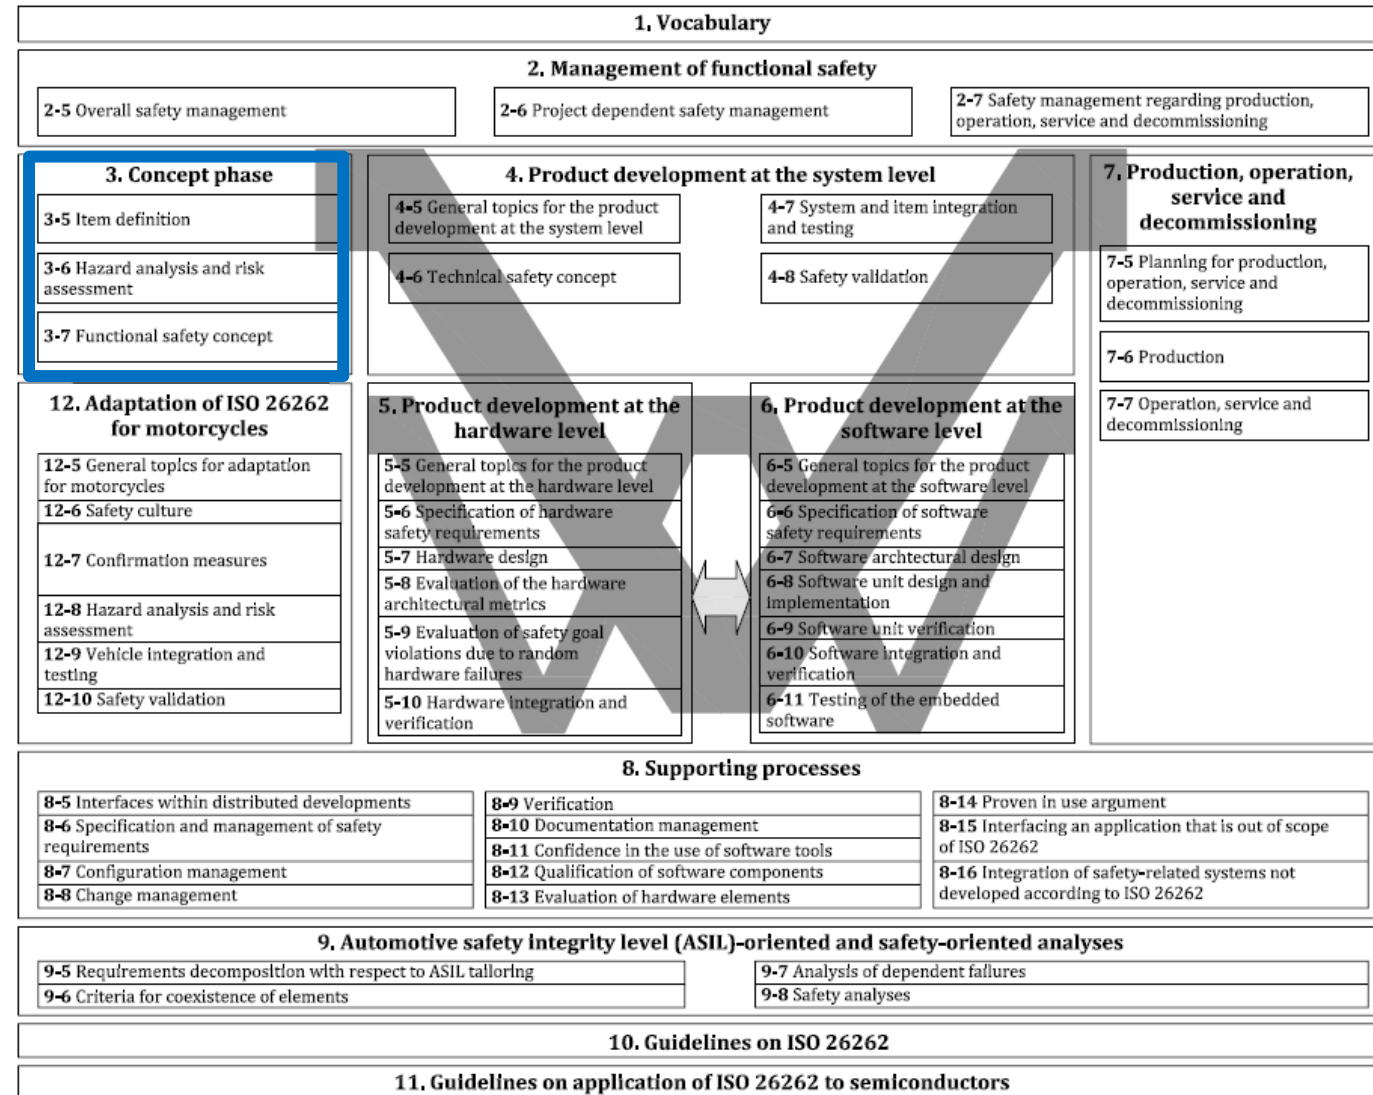 1. Vocabulary
2. Management of functional safety
2-5 Overall safety management
2-6 Project dependent safety management
2-7 Safety management regarding production,
operation, service and decommissioning
3. Concept phase
3-5 Item definition
3-6 Hazard analysis and risk
assessment
3-7 Functional safety concept
4. Product development at the system level
4-5 General topics for the product
development at the system level
4-6 Technical safety concept
4-7 System and item integration
and testing
4-8 Safety validation
7. Production, operation,
service and
decommissioning
7-5 Planning for production,
operation, service and
decommissioning
7-6 Production
7-7 Operation, service and
decommissioning
12. Adaptation of ISO 26262
for motorcycles
12-5 General topics for adaptation
for motorcycles
12-6 Safety culture
12-7 Confirmation measures
12-8 Hazard analysis and risk
assessment
12-9 Vehicle integration and
testing
12-10 Safety validation
5. Product development at the
hardware level
5-5 General topics for the product
development at the hardware level
5-6 Specification of hardware
safety requirements
5-7 Hardware design
5-8 Evaluation of the hardware
architectural metrics
5-9 Evaluation of safety goal
violations due to random
hardware failures
5-10 Hardware integration and
verification
6. Product development at the
software level
6-5 General topics for the product
development at the software level
6-6 Specification of software
safety requirements
6-7 Software archtectural design
6-8 Software unit design and
implementation
6-9 Software unit verification
6-10 Software integration and
verification
6-11 Testing of the embedded
software
8. Supporting processes
8-5 Interfaces within distributed developments
8-6 Specification and management of safety
requirements
8-7 Configuration management
8-8 Change management
8-9 Verification
8-10 Documentation management
8-11 Confidence in the use of software tools
8-12 Qualification of software components
8-13 Evaluation of hardware elements
8-14 Proven in use argument
8-15 Interfacing an application that is out of scope
of ISO 26262
8-16 Integration of safety-related systems not
developed according to ISO 26262
9. Automotive safety integrity level (ASIL)-oriented and safety-oriented analyses
9-5 Requirements decomposition with respect to ASIL tailoring
9-6 Criteria for coexistence of elements
9-7 Analysis of dependent failures
9-8 Safety analyses
10. Guidelines on ISO 26262
11. Guidelines on application of ISO 26262 to semiconductors